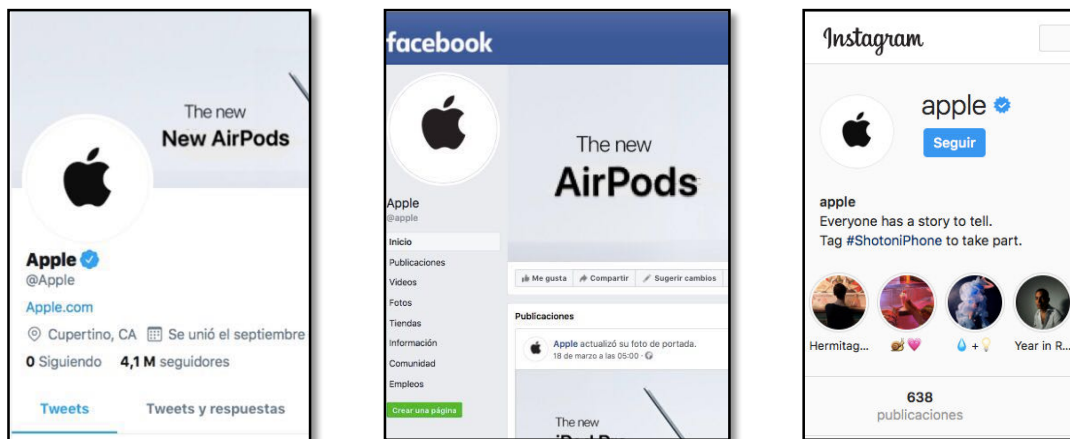 The new
New AirPods
Apple
@Apple
Apple.com
Cupertino, CA Se unió el septiembre
0 Siguiendo 4,1 M seguidores
Tweets Tweets y respuestas
facebook
The new
AirPods
Apple
@apple
Inicio
Publicaciones
Videos
Fotos
Tiendas
Información
Comunidad
Empleos
Crear una página
Me gusta Compartir Sugerir cambios
Publicaciones
Apple actualizó su foto de portada.
18 de marzo a las 05:00
The new
iPad Pro
Instagram
apple
Seguir
apple
Everyone has a story to tell.
Tag #ShotoniPhone to take part.
Hermitag... Year in R...
638
publicaciones